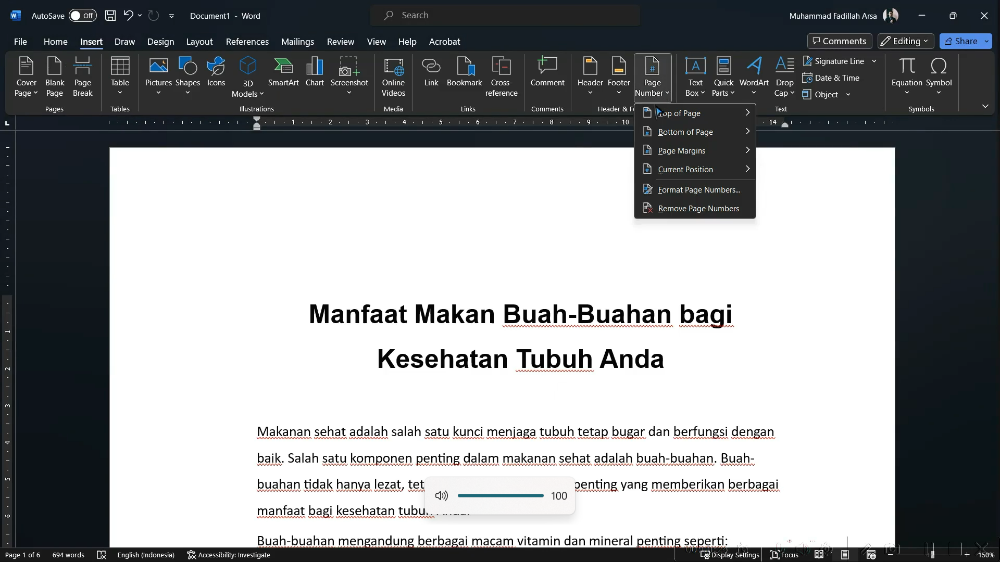 AutoSave Off Document1 - Word Search Muhammad Fadillah Arsa
File Home Insert Draw Design Layout References Mailings Review View Help Acrobat Comments Editing Share
Cover Page
Blank Page
Page Break
Pages
Table
Tables
Pictures
Shapes
Icons
3D Models
SmartArt
Chart
Screenshot
Illustrations
Online Videos
Media
Link
Bookmark
Cross-reference
Links
Comment
Comments
Header
Footer
Page Number
Header & F
Text Box
Quick Parts
WordArt
Drop Cap
Signature Line
Date & Time
Object
Text
Equation
Symbol
Symbols
1 2 3 4 5 6 7 8 9 10 14
Top of Page
Bottom of Page
Page Margins
Current Position
Format Page Numbers...
Remove Page Numbers
1
2
3
4
5
6
Manfaat Makan Buah-Buahan bagi
Kesehatan Tubuh Anda
Makanan sehat adalah salah satu kunci menjaga tubuh tetap bugar dan berfungsi dengan
baik. Salah satu komponen penting dalam makanan sehat adalah buah-buahan. Buah-
buahan tidak hanya lezat, penting yang memberikan berbagai
manfaat bagi kesehatan
100
Buah-buahan mengandung berbagai macam vitamin dan mineral penting seperti:
Page 1 of 6 694 words English (Indonesia) Accessibility: Investigate Display Settings Focus 150%